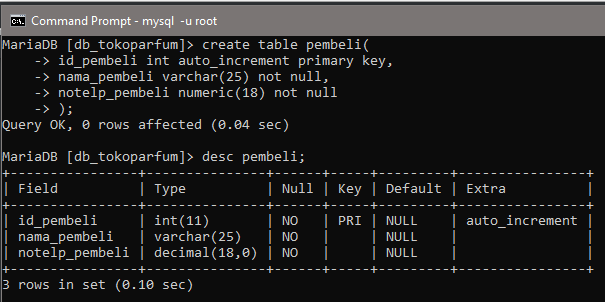 Command Prompt - mysql -u root
MariaDB [db_tokoparfum]> create table pembeli(
    -> id_pembeli int auto_increment primary key,
    -> nama_pembeli varchar(25) not null,
    -> notelp_pembeli numeric(18) not null
    -> );
Query OK, 0 rows affected (0.04 sec)

MariaDB [db_tokoparfum]> desc pembeli;
+----------------+---------------+------+-----+---------+----------------+
| Field          | Type          | Null | Key | Default | Extra          |
+----------------+---------------+------+-----+---------+----------------+
| id_pembeli     | int(11)       | NO   | PRI | NULL    | auto_increment |
| nama_pembeli   | varchar(25)   | NO   |     | NULL    |                |
| notelp_pembeli | decimal(18,0) | NO   |     | NULL    |                |
+----------------+---------------+------+-----+---------+----------------+
3 rows in set (0.10 sec)